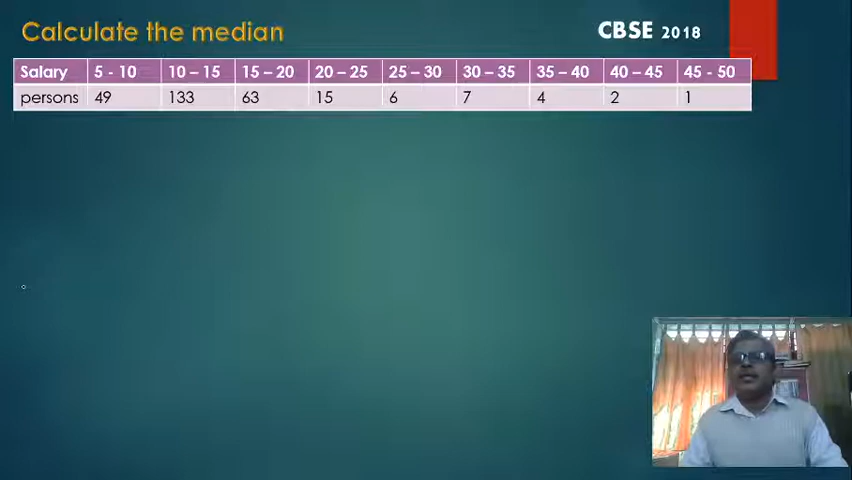 Calculate the median
CBSE 2018
Salary 5 - 10 10 – 15 15 – 20 20 – 25 25 – 30 30 – 35 35 – 40 40 – 45 45 - 50
persons 49 133 63 15 6 7 4 2 1